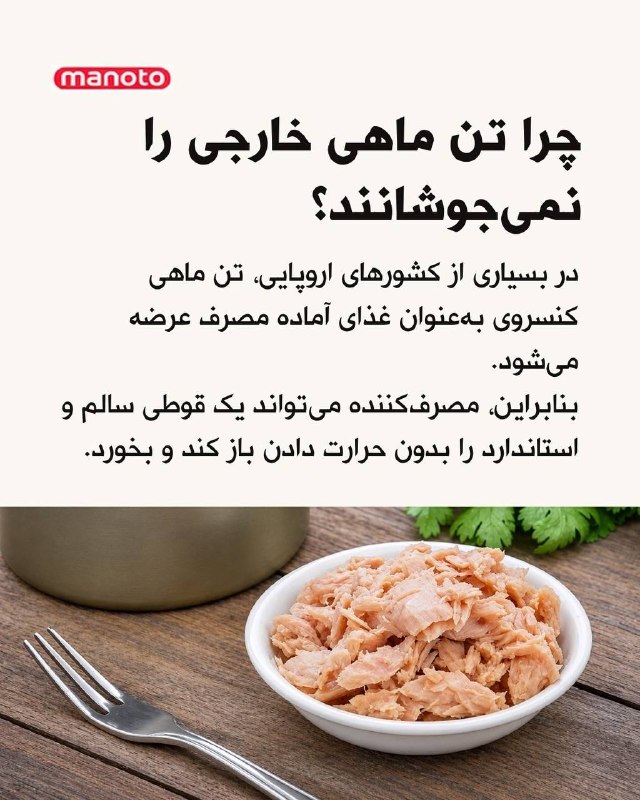 manoto
چرا تن ماهی خارجی را
نمی‌جوشانند؟
در بسیاری از کشورهای اروپایی، تن ماهی
کنسروی به‌عنوان غذای آماده مصرف عرضه
می‌شود.
بنابراین، مصرف‌کننده می‌تواند یک قوطی سالم و
استاندارد را بدون حرارت دادن باز کند و بخورد.